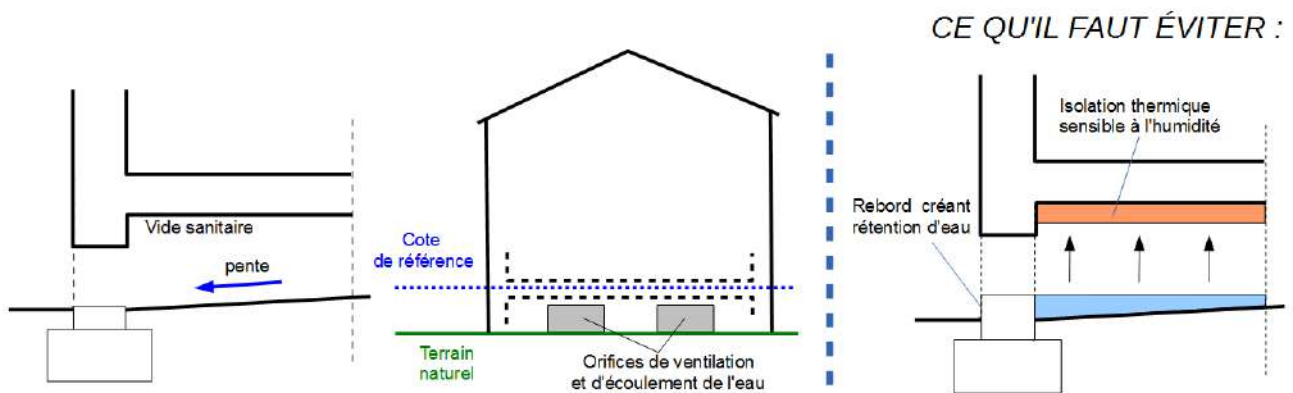 CE QU'IL FAUT ÉVITER :
Vide sanitaire
pente
Cote
de référence
Terrain
naturel
Orifices de ventilation
et d'écoulement de l'eau
Isolation thermique
sensible à l'humidité
Rebord créant
rétention d'eau